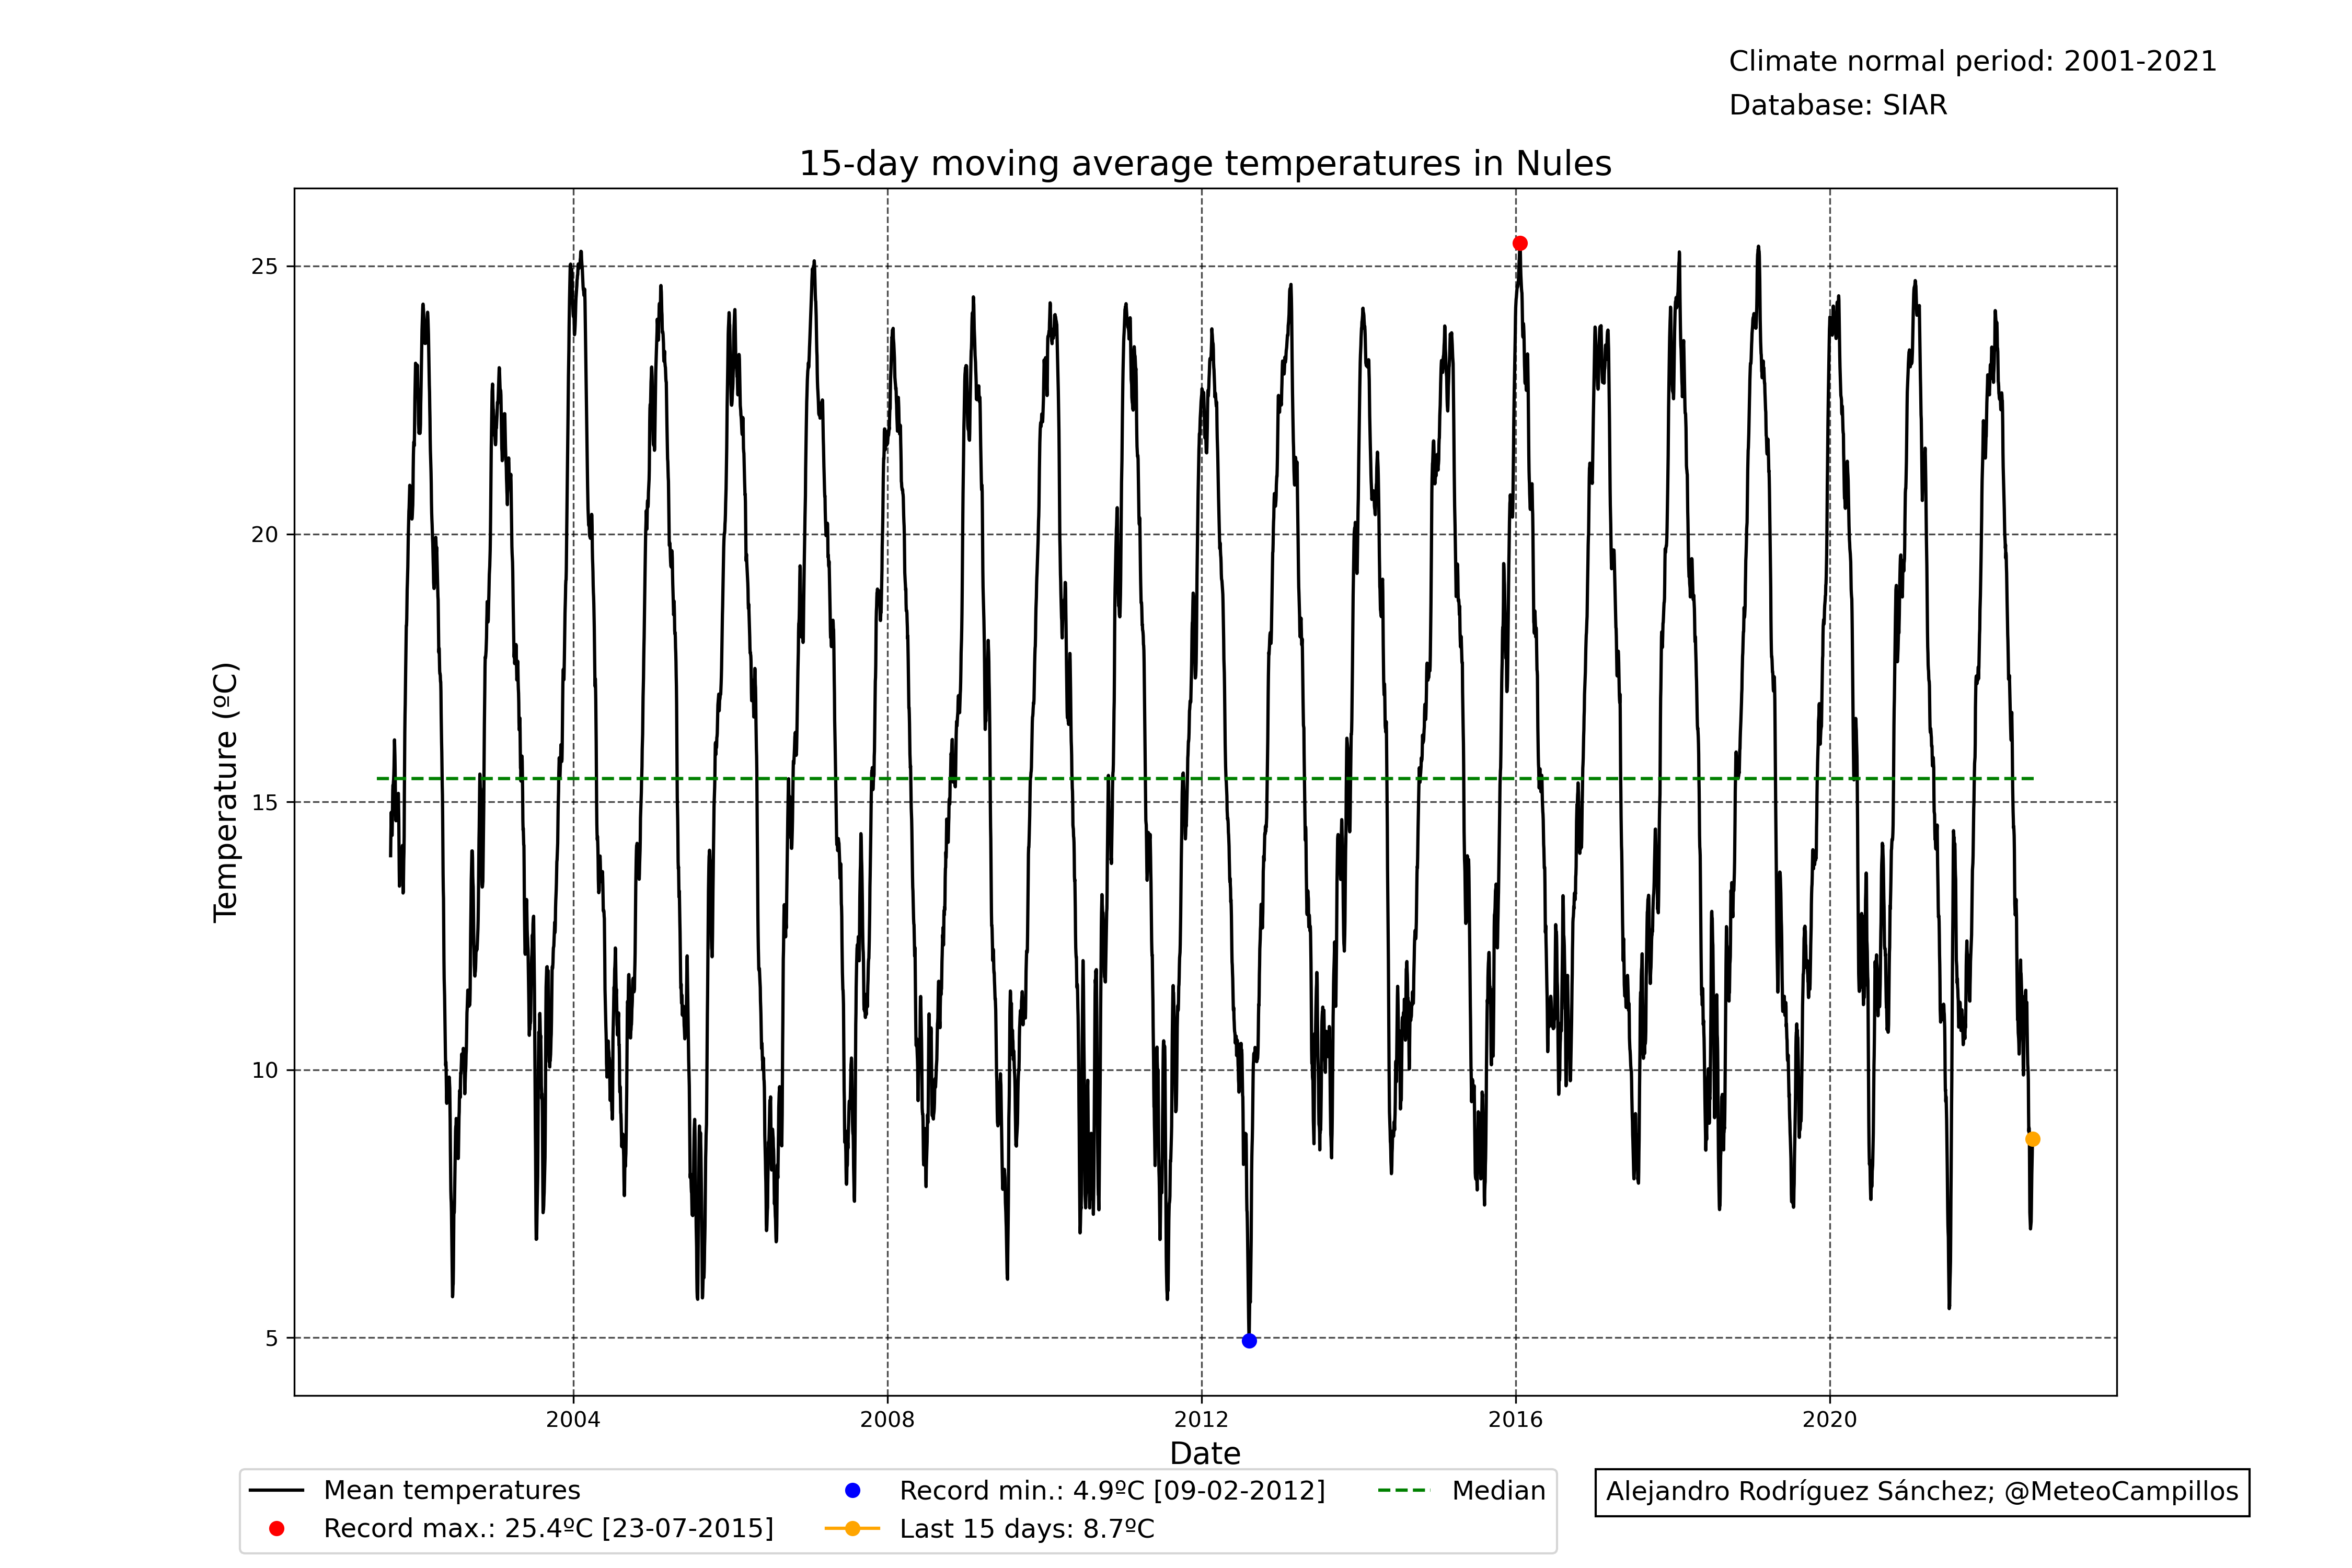 Climate normal period: 2001-2021
Database: SIAR
15-day moving average temperatures in Nules
Temperature (ºC)
25
20
15
10
5
2004
2008
2012
2016
2020
Date
Mean temperatures
Record max.: 25.4ºC [23-07-2015]
Record min.: 4.9ºC [09-02-2012]
Last 15 days: 8.7ºC
Median
Alejandro Rodríguez Sánchez; @MeteoCampillos